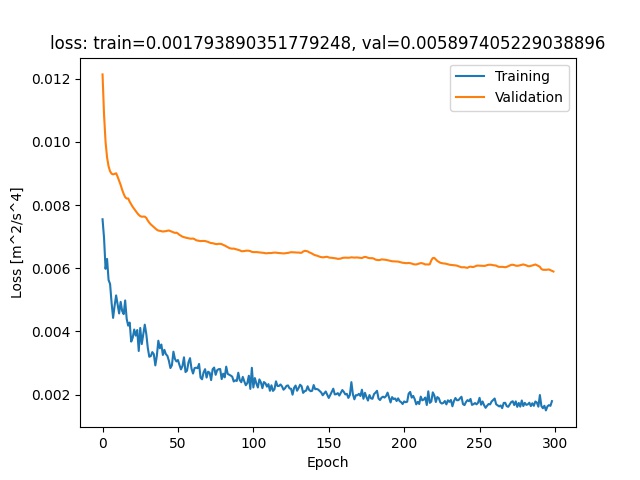 loss: train=0.001793890351779248, val=0.005897405229038896
Training
Validation
Loss [m^2/s^4]
0.012
0.010
0.008
0.006
0.004
0.002
0 50 100 150 200 250 300
Epoch